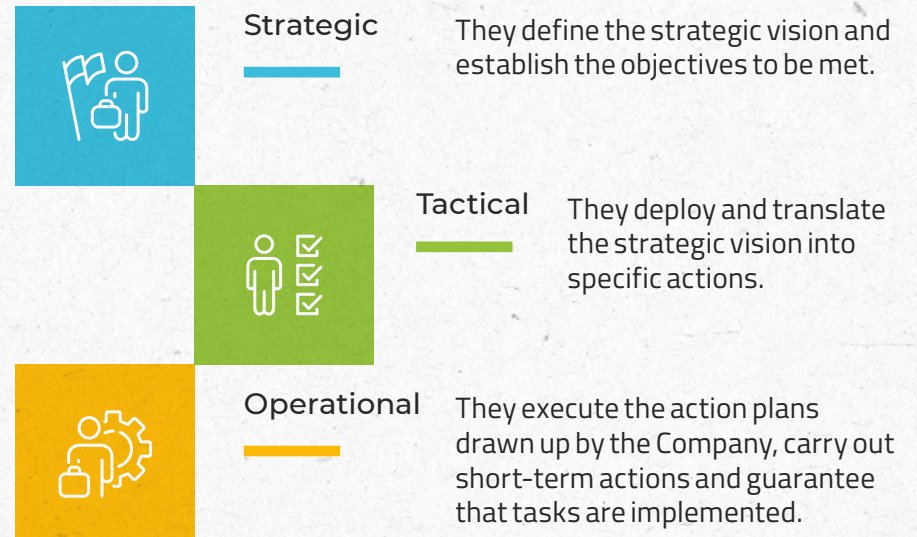 Strategic
They define the strategic vision and
establish the objectives to be met.
Tactical
They deploy and translate
the strategic vision into
specific actions.
Operational
They execute the action plans
drawn up by the Company, carry out
short-term actions and guarantee
that tasks are implemented.